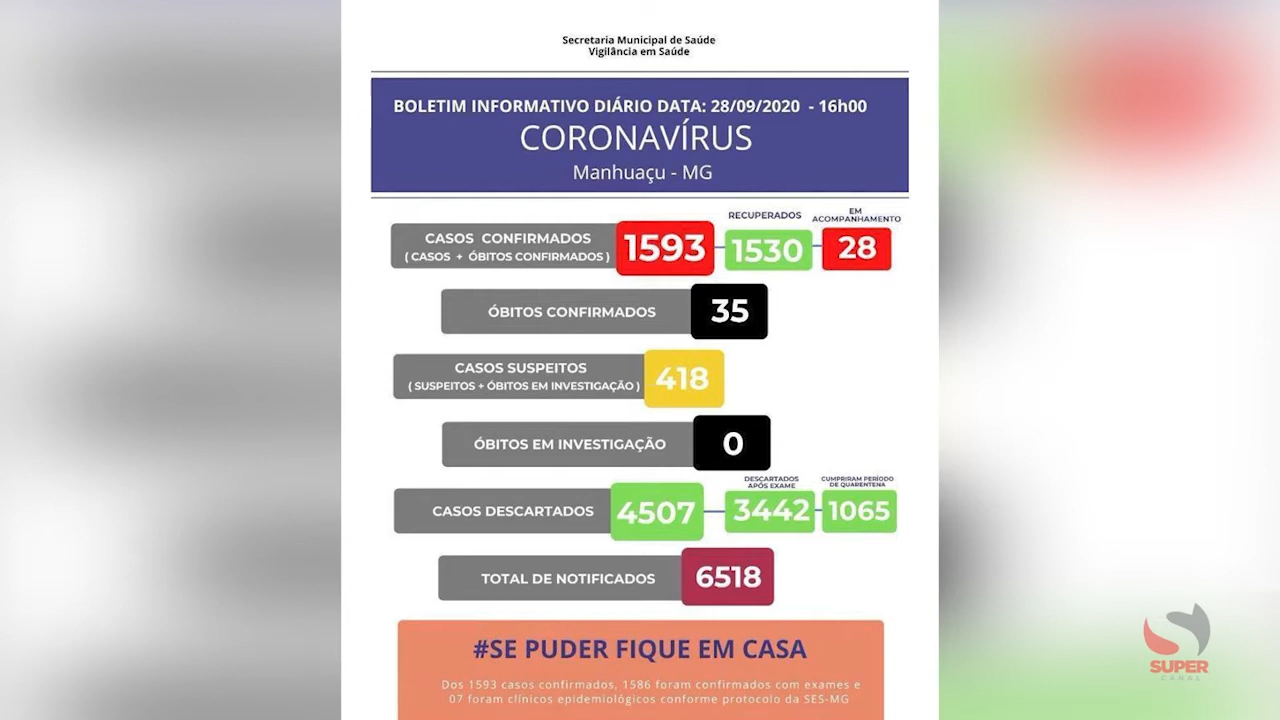 Secretaria Municipal de Saúde
Vigilância em Saúde
BOLETIM INFORMATIVO DIÁRIO DATA: 28/09/2020 - 16h00
CORONAVÍRUS
Manhuaçu - MG
CASOS CONFIRMADOS
( CASOS + ÓBITOS CONFIRMADOS )
1593
RECUPERADOS
1530
EM
ACOMPANHAMENTO
28
ÓBITOS CONFIRMADOS
35
CASOS SUSPEITOS
( SUSPEITOS + ÓBITOS EM INVESTIGAÇÃO )
418
ÓBITOS EM INVESTIGAÇÃO
0
CASOS DESCARTADOS
4507
DESCARTADOS
APÓS EXAME
3442
CUMPRIRAM PERÍODO
DE QUARENTENA
1065
TOTAL DE NOTIFICADOS
6518
#SE PUDER FIQUE EM CASA
Dos 1593 casos confirmados, 1586 foram confirmados com exames e
07 foram clínicos epidemiológicos conforme protocolo da SES-MG
SUPER
CANAL